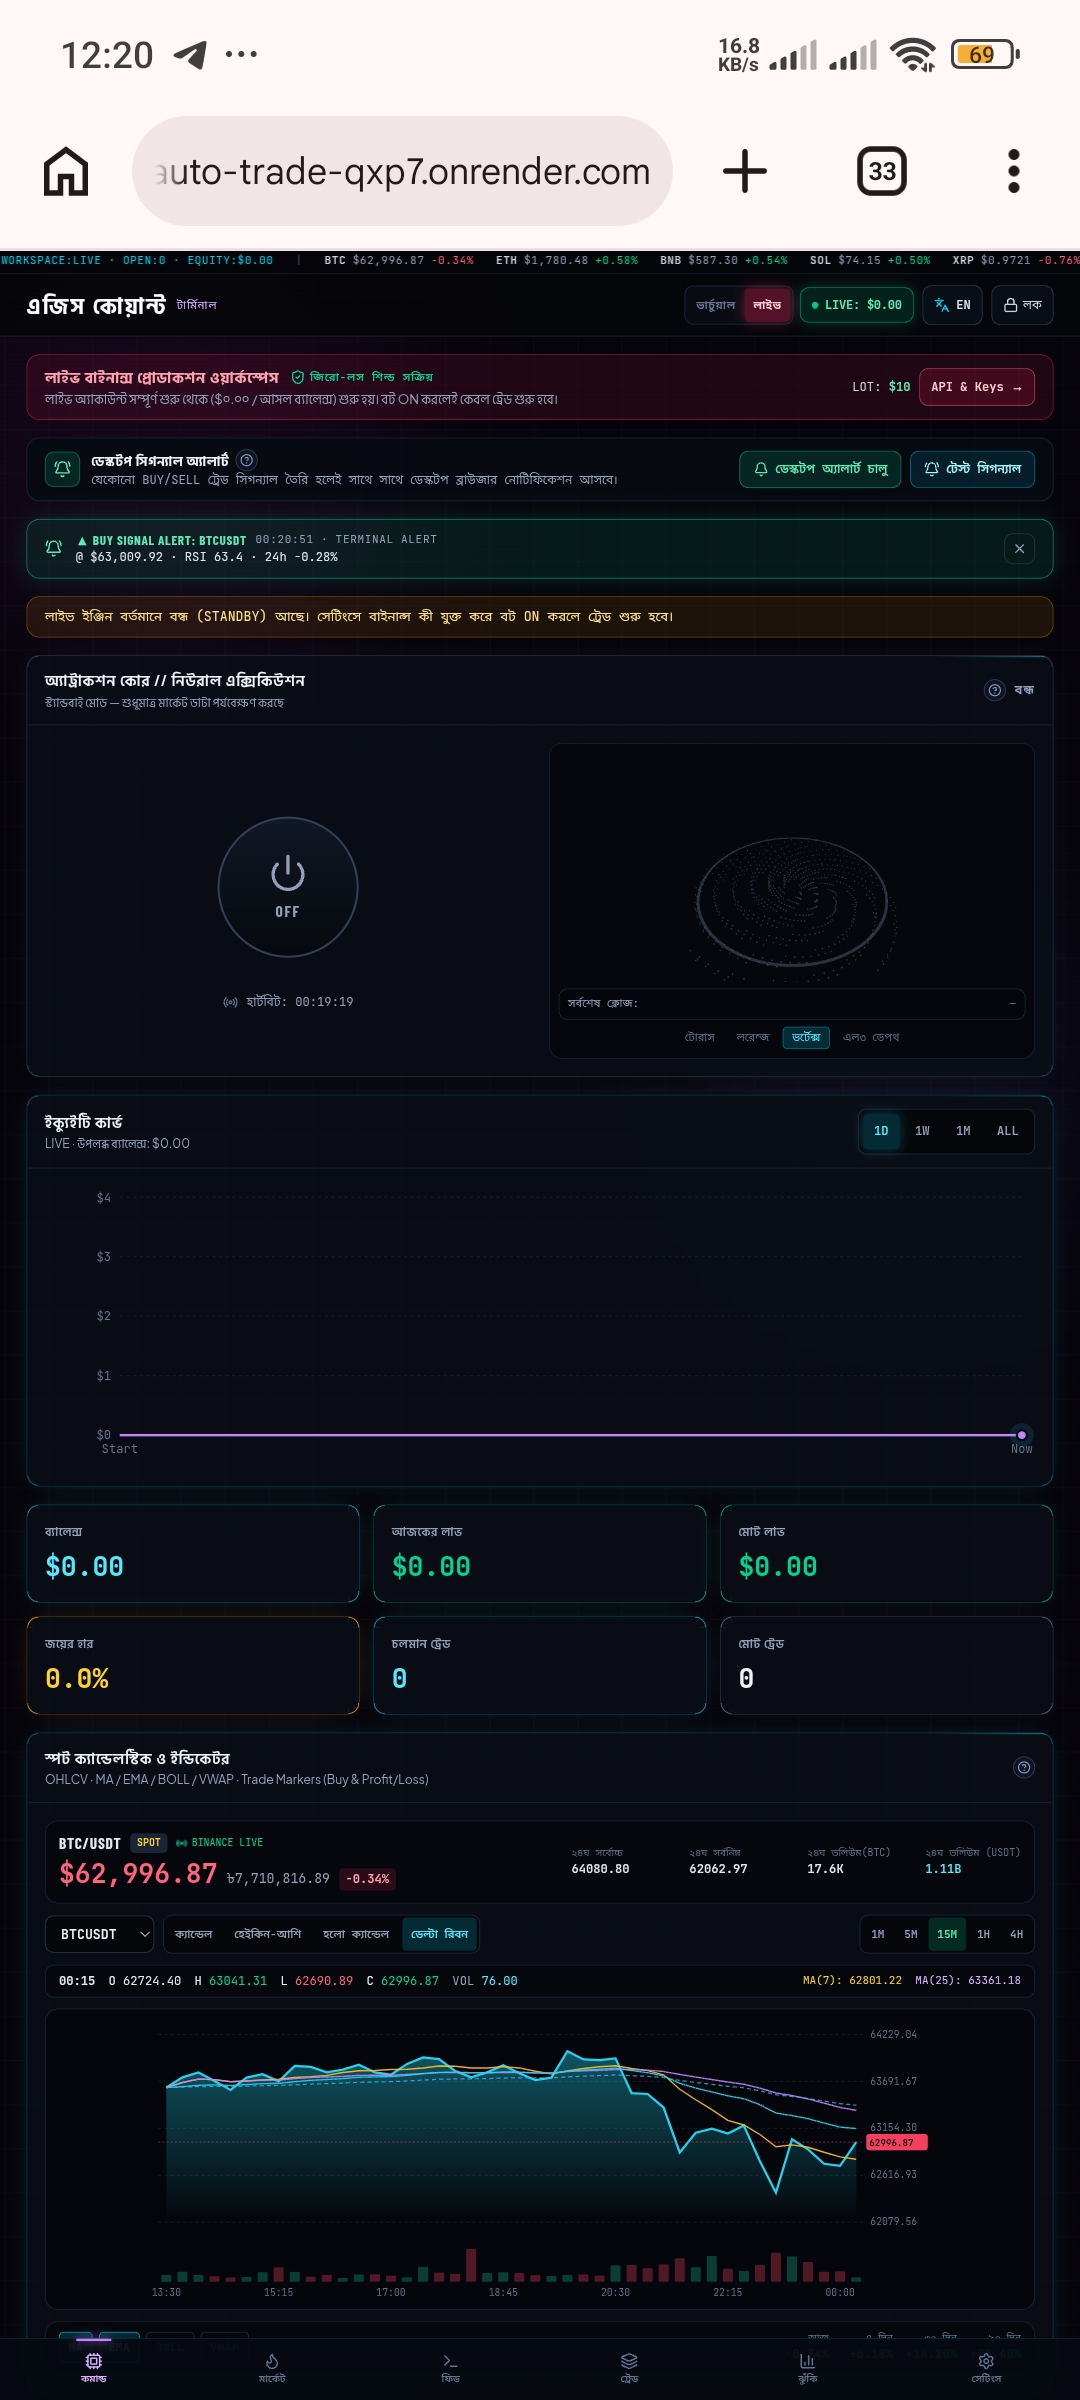 12:20 ... 16.8 KB/s 69
auto-trade-qxp7.onrender.com 33
WORKSPACE:LIVE · OPEN:0 · EQUITY:$0.00 | BTC $62,996.87 -0.34% ETH $1,780.48 +0.58% BNB $587.30 +0.54% SOL $74.15 +0.50% XRP $0.9721 -0.76%
এজিস কোয়ান্ট টার্মিনাল ভার্চুয়াল লাইভ LIVE: $0.00 EN লক
লাইভ বাইনান্স প্রোডাকশন ওয়ার্কস্পেস জিরো-লস শিল্ড সক্রিয়
লাইভ অ্যাকাউন্ট সম্পূর্ণ শুরু থেকে ($০.০০ / আসল ব্যালেন্স) শুরু হয়। বট ON করলেই কেবল ট্রেড শুরু হবে।
LOT: $10 API & Keys →
ডেস্কটপ সিগন্যাল অ্যালার্ট
যেকোনো BUY/SELL ট্রেড সিগন্যাল তৈরি হলেই সাথে সাথে ডেস্কটপ ব্রাউজার নোটিফিকেশন আসবে।
ডেস্কটপ অ্যালার্ট চালু টেস্ট সিগন্যাল
▲ BUY SIGNAL ALERT: BTCUSDT 00:20:51 · TERMINAL ALERT
@ $63,009.92 · RSI 63.4 · 24h -0.28%
লাইভ ইঞ্জিন বর্তমানে বন্ধ (STANDBY) আছে। সেটিংসে বাইনান্স কী যুক্ত করে বট ON করলে ট্রেড শুরু হবে।
অ্যাট্রাকশন কোর // নিউরাল এক্সিকিউশন
স্ট্যান্ডবাই মোড — শুধুমাত্র মার্কেট ডাটা পর্যবেক্ষণ করছে
বন্ধ
OFF
হার্টবিট: 00:19:19
সর্বশেষ ক্লোজ: —
টোরাস লরেন্জ ভর্টেক্স এল৩ ডেপথ
ইক্যুইটি কার্ভ
LIVE · উপলব্ধ ব্যালেন্স: $0.00
1D 1W 1M ALL
$4
$3
$2
$1
$0
Start Now
ব্যালেন্স আজকের লাভ মোট লাভ
$0.00 $0.00 $0.00
জয়ের হার চলমান ট্রেড মোট ট্রেড
0.0% 0 0
স্পট ক্যান্ডেলস্টিক ও ইন্ডিকেটর
OHLCV · MA / EMA / BOLL / VWAP · Trade Markers (Buy & Profit/Loss)
BTC/USDT SPOT BINANCE LIVE
$62,996.87 ৳7,710,816.89 -0.34%
২৪ঘ সর্বোচ্চ ২৪ঘ সর্বনিম্ন ২৪ঘ ভলিউম(BTC) ২৪ঘ ভলিউম (USDT)
64080.80 62062.97 17.6K 1.11B
BTCUSDT ক্যান্ডেল হেইকিন-আশি হলো ক্যান্ডেল ডেল্টা রিবন 1M 5M 15M 1H 4H
00:15 O 62724.40 H 63041.31 L 62690.89 C 62996.87 VOL 76.00 MA(7): 62801.22 MA(25): 63361.18
64229.04
63691.67
63154.30
62996.87
62616.93
62079.56
13:30 15:15 17:00 18:45 20:30 22:15 00:00
কমান্ড মার্কেট ফিড ট্রেড ঝুঁকি সেটিংস